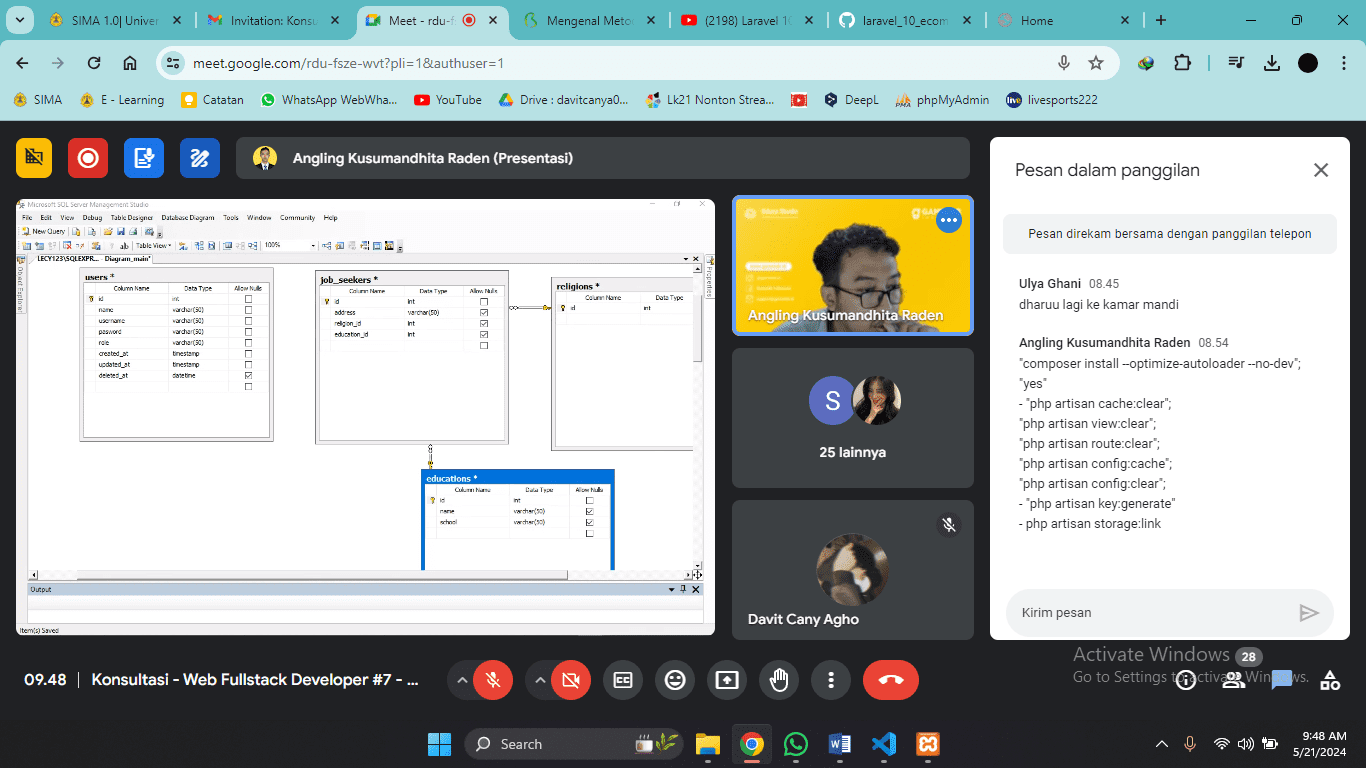 SIMA 1.0| Univer
Invitation: Konsu
Meet - rdu-fs
Mengenal Meto
(2198) Laravel 10
laravel_10_ecom
Home
meet.google.com/rdu-fsze-wvt?pli=1&authuser=1
SIMA
E - Learning
Catatan
WhatsApp WebWha...
YouTube
Drive : davitcanya0...
Lk21 Nonton Strea...
DeepL
phpMyAdmin
livesports222
Angling Kusumandhita Raden (Presentasi)
Microsoft SQL Server Management Studio
File Edit View Debug Table Designer Database Diagram Tools Window Community Help
New Query
Table View
100%
LECY123\SQLEXPR... - Diagram_main*
Object Explorer
Properties
users *
Column Name Data Type Allow Nulls
id int
name varchar(50)
username varchar(50)
pasword varchar(50)
role varchar(50)
created_at timestamp
updated_at timestamp
deleted_at datetime
job_seekers *
Column Name Data Type Allow Nulls
id int
address varchar(50)
religion_id int
education_id int
religions *
Column Name Data Type
id int
educations *
Column Name Data Type Allow Nulls
id int
name varchar(50)
school varchar(50)
Output
Item(s) Saved
Angling Kusumandhita Raden
S
25 lainnya
Davit Cany Agho
Pesan dalam panggilan
Pesan direkam bersama dengan panggilan telepon
Ulya Ghani 08.45
dharuu lagi ke kamar mandi
Angling Kusumandhita Raden 08.54
"composer install --optimize-autoloader --no-dev";
"yes"
- "php artisan cache:clear";
"php artisan view:clear";
"php artisan route:clear";
"php artisan config:cache";
"php artisan config:clear";
- "php artisan key:generate"
- php artisan storage:link
Kirim pesan
Activate Windows
Go to Settings to activate Windows.
28
09.48 | Konsultasi - Web Fullstack Developer #7 - ...
Search
9:48 AM
5/21/2024